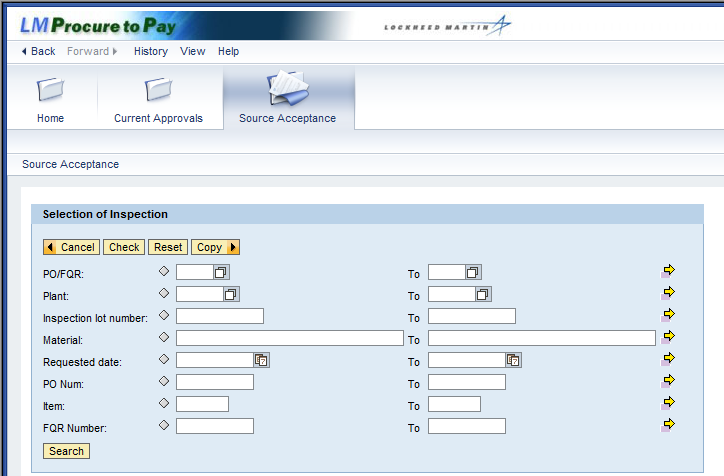 LM Procure to Pay
LOCKHEED MARTIN
Back Forward History View Help
Home Current Approvals Source Acceptance
Source Acceptance
Selection of Inspection
Cancel Check Reset Copy
PO/FQR: To
Plant: To
Inspection lot number: To
Material: To
Requested date: To
PO Num: To
Item: To
FQR Number: To
Search